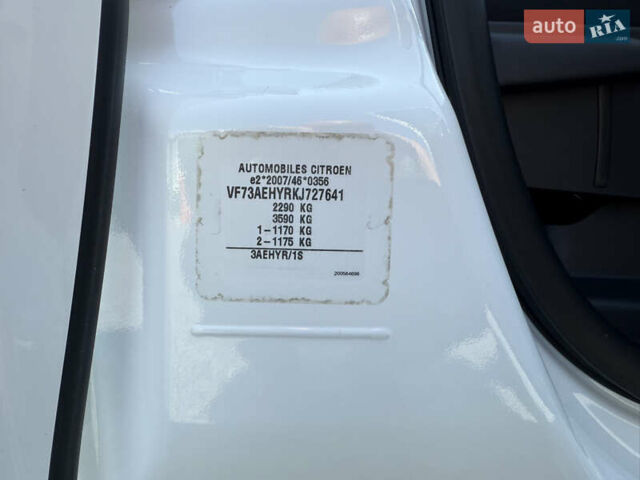 auto RIA
.com
AUTOMOBILES CITROEN
e2*2007/46*0356
VF73AEHYRKJ727641
2290 KG
3590 KG
1-1170 KG
2-1175 KG
3AEHYR/1S